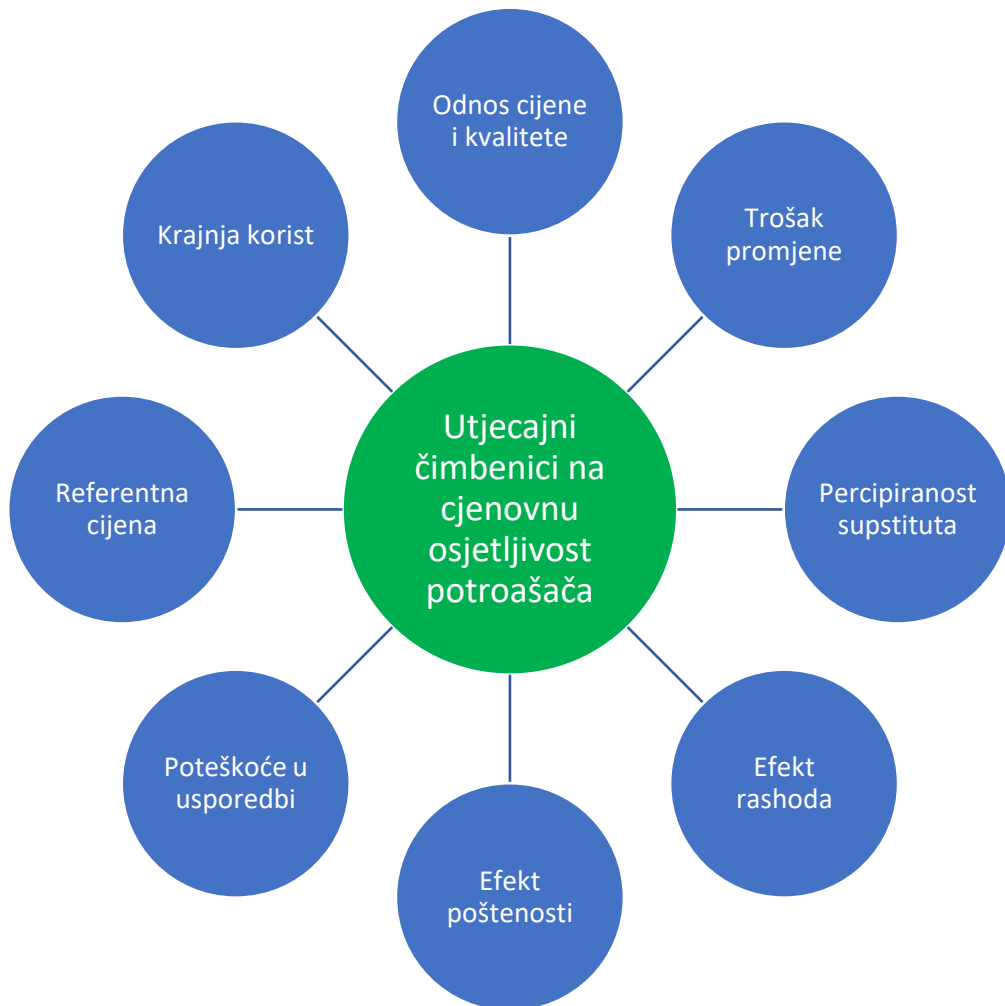 Odnos cijene
i kvalitete
Trošak
promjene
Percipiranost
supstituta
Efekt
rashoda
Efekt
poštenosti
Poteškoće u
usporedbi
Referentna
cijena
Krajnja korist
Utjecajni
čimbenici na
cjenovnu
osjetljivost
potroašača